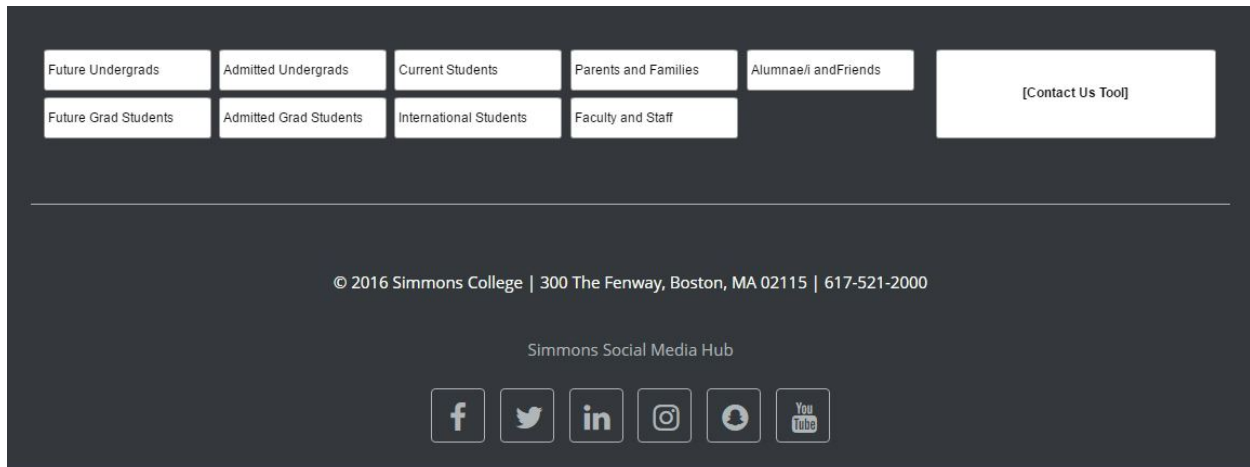 Future Undergrads
Admitted Undergrads
Current Students
Parents and Families
Alumnae/i andFriends
Future Grad Students
Admitted Grad Students
International Students
Faculty and Staff
[Contact Us Tool]
© 2016 Simmons College | 300 The Fenway, Boston, MA 02115 | 617-521-2000
Simmons Social Media Hub
f
in
You
Tube